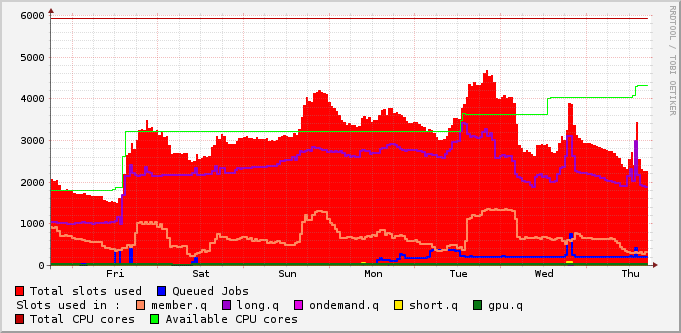 6000
5000
4000
3000
2000
1000
0
Fri Sat Sun Mon Tue Wed Thu
RRDTOOL / TOBI OETIKER
Total slots used Queued Jobs
Slots used in : member.q long.q ondemand.q short.q gpu.q
Total CPU cores Available CPU cores